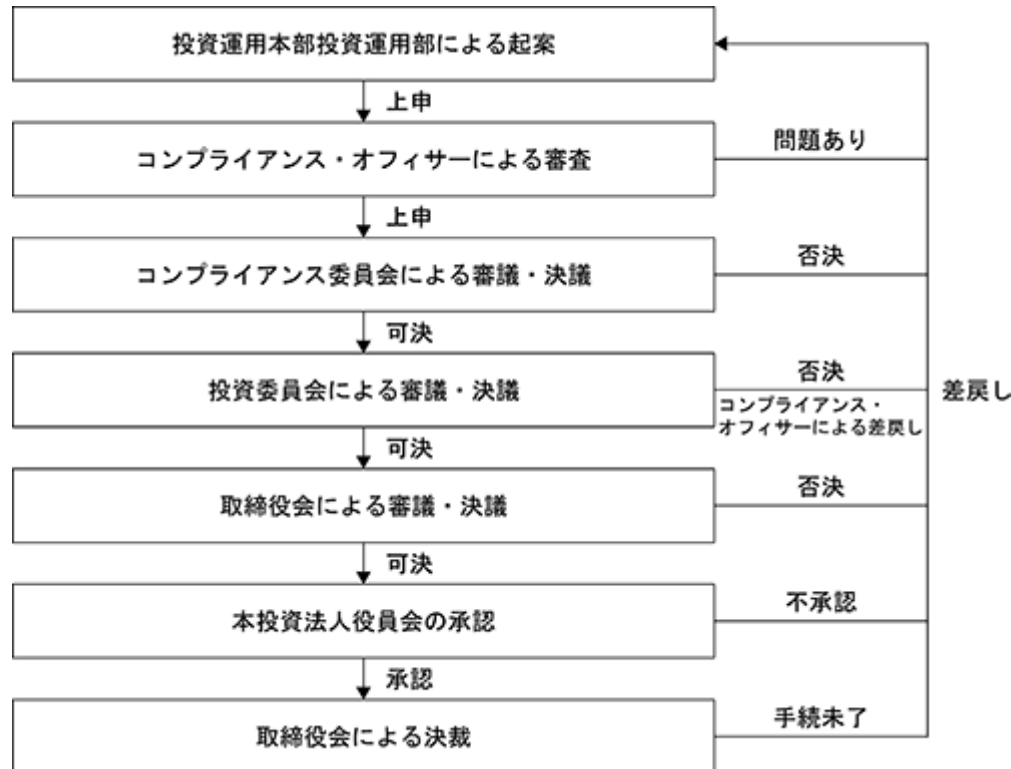 投資運用本部投資運用部による起案
上申
コンプライアンス・オフィサーによる審査
問題あり
上申
コンプライアンス委員会による審議・決議
否決
可決
投資委員会による審議・決議
否決
コンプライアンス・
オフィサーによる差戻し
差戻し
可決
取締役会による審議・決議
否決
可決
本投資法人役員会の承認
不承認
承認
取締役会による決裁
手続未了